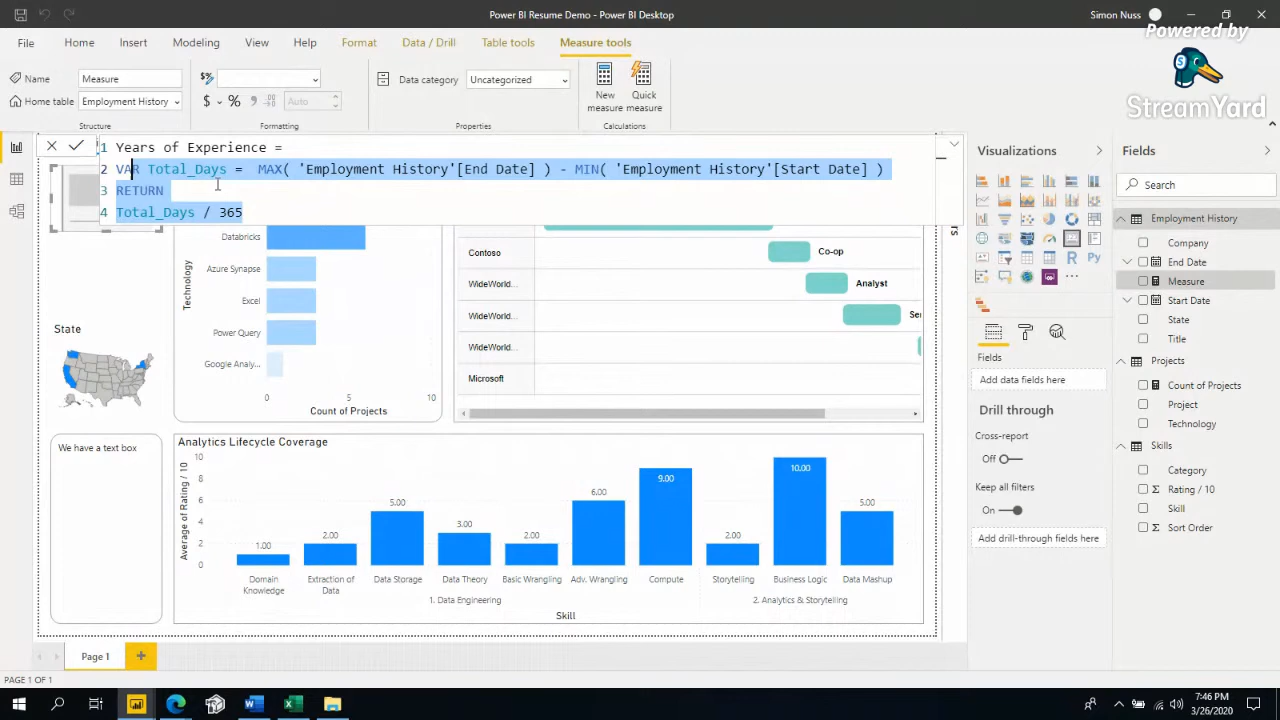 Power BI Resume Demo - Power BI Desktop
Simon Nuss
Powered by
StreamYard
File Home Insert Modeling View Help Format Data / Drill Table tools Measure tools
Name Measure
Home table Employment History
Structure
$ % 9 Auto
Formatting
Data category Uncategorized
Properties
New measure
Quick measure
Calculations
1 Years of Experience =
2 VAR Total_Days = MAX( 'Employment History'[End Date] ) - MIN( 'Employment History'[Start Date] )
3 RETURN
4 Total_Days / 365
State
We have a text box
Technology
Databricks
Azure Synapse
Excel
Power Query
Google Analy...
0 5 10
Count of Projects
Contoso
Co-op
WideWorld...
Analyst
WideWorld...
Se
WideWorld...
Microsoft
ers
Analytics Lifecycle Coverage
Average of Rating / 10
10
8
6
4
2
0
1.00 2.00 5.00 3.00 2.00 6.00 9.00 2.00 10.00 5.00
Domain Knowledge
Extraction of Data
Data Storage
Data Theory
Basic Wrangling
Adv. Wrangling
Compute
Storytelling
Business Logic
Data Mashup
1. Data Engineering
2. Analytics & Storytelling
Skill
Visualizations
R Py
Fields
Add data fields here
Drill through
Cross-report
Off
Keep all filters
On
Add drill-through fields here
Fields
Search
Employment History
Company
End Date
Measure
Start Date
State
Title
Projects
Count of Projects
Project
Technology
Skills
Category
Σ Rating / 10
Skill
Σ Sort Order
Page 1
PAGE 1 OF 1
7:46 PM
3/26/2020